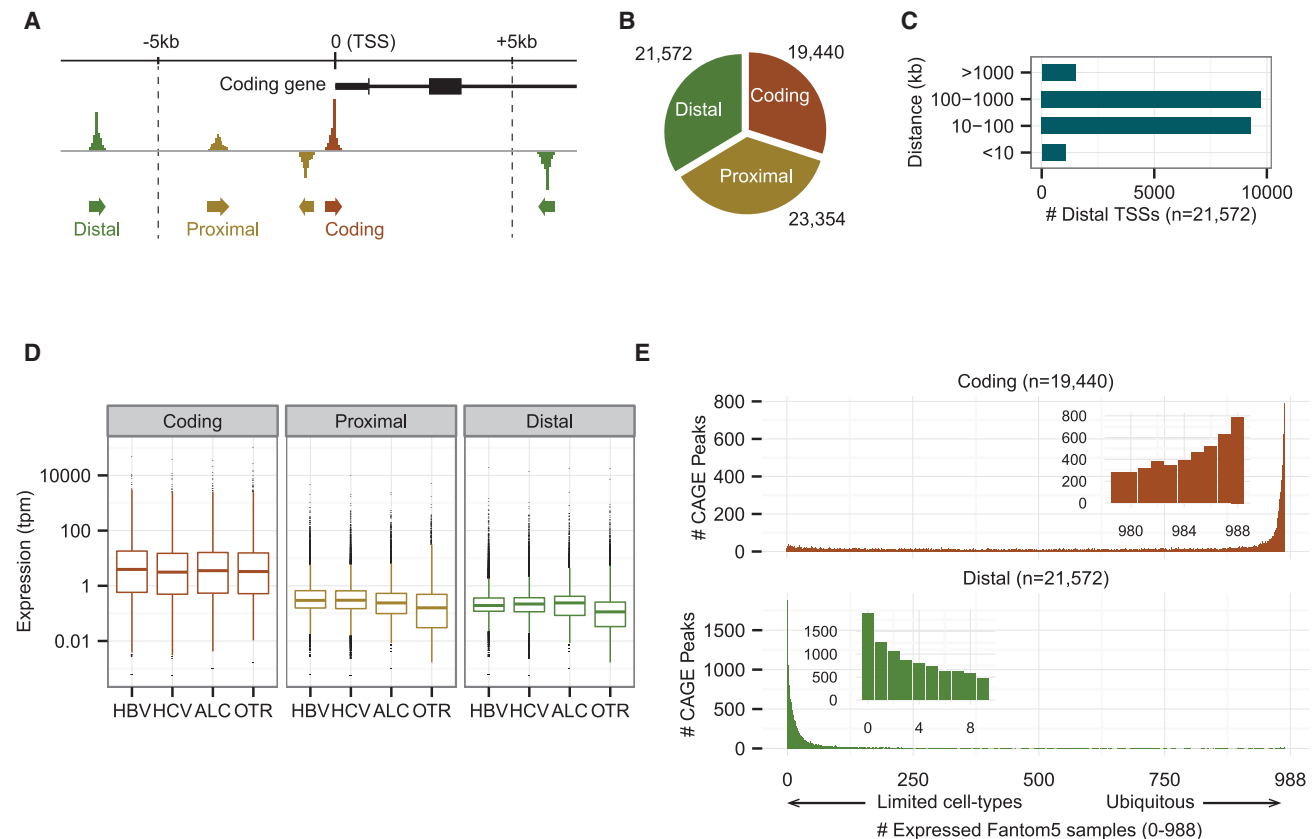 A
-5kb 0 (TSS) +5kb
Coding gene
Distal Proximal Coding
B
21,572 19,440
Distal Coding
Proximal
23,354
C
Distance (kb)
>1000
100−1000
10−100
<10
0 5000 10000
# Distal TSSs (n=21,572)
D
Coding Proximal Distal
Expression (tpm)
10000
100
1
0.01
HBV HCV ALC OTR HBV HCV ALC OTR HBV HCV ALC OTR
E
Coding (n=19,440)
# CAGE Peaks
800
600
400
200
0
800
600
400
200
0
980 984 988
Distal (n=21,572)
# CAGE Peaks
1500
1000
500
0
1500
1000
500
0
0 4 8
0 250 500 750 988
Limited cell-types Ubiquitous
# Expressed Fantom5 samples (0-988)